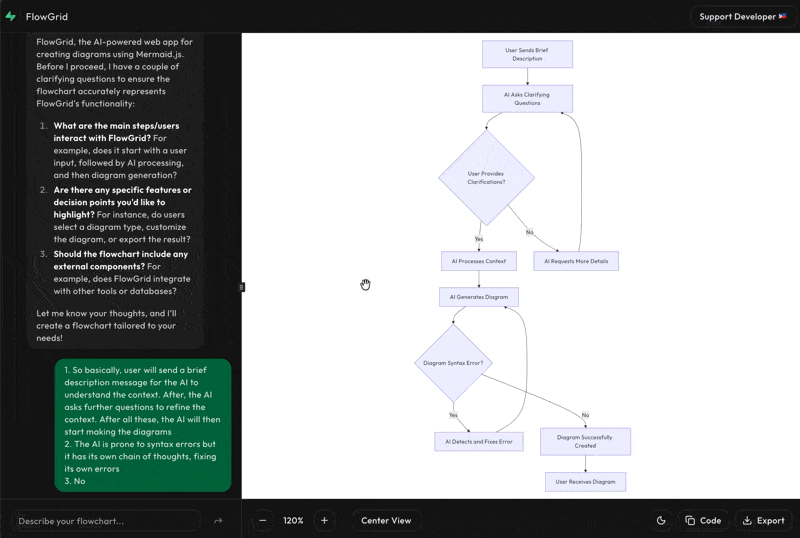 FlowGrid
Support Developer
FlowGrid, the AI-powered web app for
creating diagrams using Mermaid.js.
Before I proceed, I have a couple of
clarifying questions to ensure the
flowchart accurately represents
FlowGrid's functionality:
1. What are the main steps/users
interact with FlowGrid? For
example, does it start with a user
input, followed by AI processing,
and then diagram generation?
2. Are there any specific features or
decision points you'd like to
highlight? For instance, do users
select a diagram type, customize
the diagram, or export the result?
3. Should the flowchart include any
external components? For
example, does FlowGrid integrate
with other tools or databases?
Let me know your thoughts, and I'll
create a flowchart tailored to your
needs!
1. So basically, user will send a brief
description message for the AI to
understand the context. After, the AI
asks further questions to refine the
context. After all these, the AI will then
start making the diagrams
2. The AI is prone to syntax errors but
it has its own chain of thoughts, fixing
its own errors
3. No
Describe your flowchart...
User Sends Brief
Description
AI Asks Clarifying
Questions
User Provides
Clarifications?
Yes
No
AI Processes Context
AI Requests More Details
AI Generates Diagram
Diagram Syntax Error?
Yes
No
AI Detects and Fixes Error
Diagram Successfully
Created
User Receives Diagram
120%
Center View
Code
Export